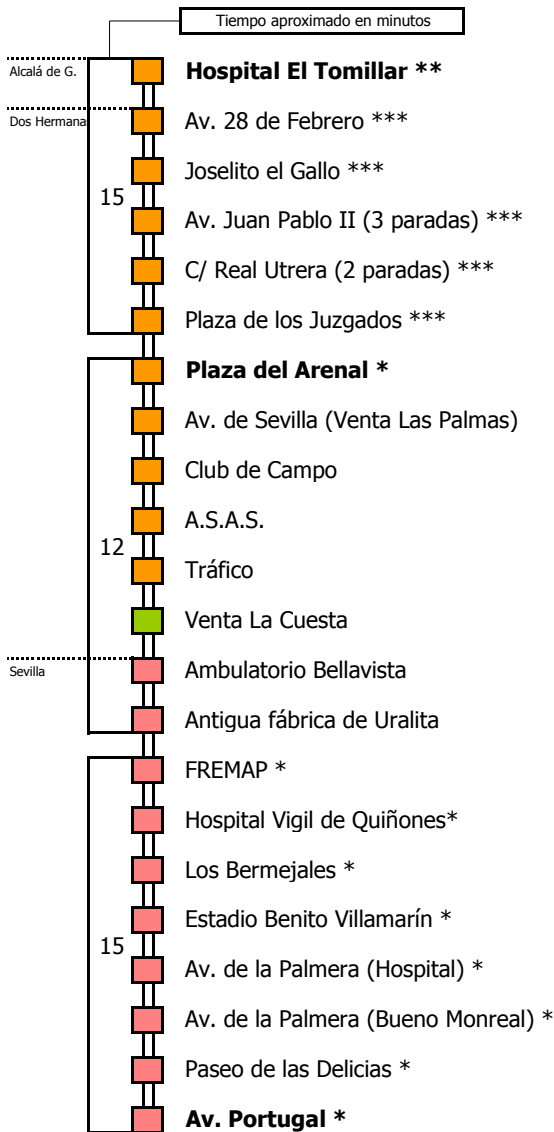 Tiempo aproximado en minutos
Alcalá de G.
Hospital El Tomillar **
Dos Hermana
Av. 28 de Febrero ***
Joselito el Gallo ***
15
Av. Juan Pablo II (3 paradas) ***
C/ Real Utrera (2 paradas) ***
Plaza de los Juzgados ***
Plaza del Arenal *
Av. de Sevilla (Venta Las Palmas)
Club de Campo
A.S.A.S.
12
Tráfico
Venta La Cuesta
Sevilla
Ambulatorio Bellavista
Antigua fábrica de Uralita
FREMAP *
Hospital Vigil de Quiñones*
Los Bermejales *
Estadio Benito Villamarín *
15
Av. de la Palmera (Hospital) *
Av. de la Palmera (Bueno Monreal) *
Paseo de las Delicias *
Av. Portugal *